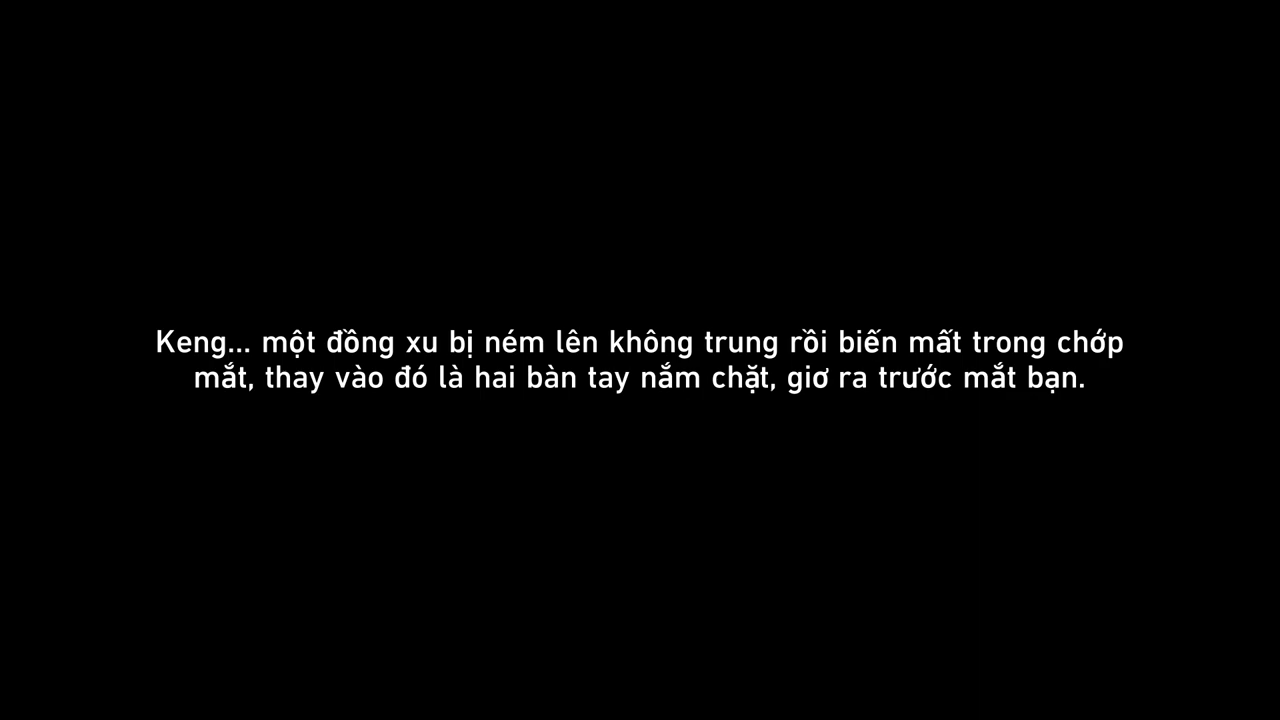 Keng... một đồng xu bị ném lên không trung rồi biến mất trong chớp
mắt, thay vào đó là hai bàn tay nắm chặt, giơ ra trước mắt bạn.